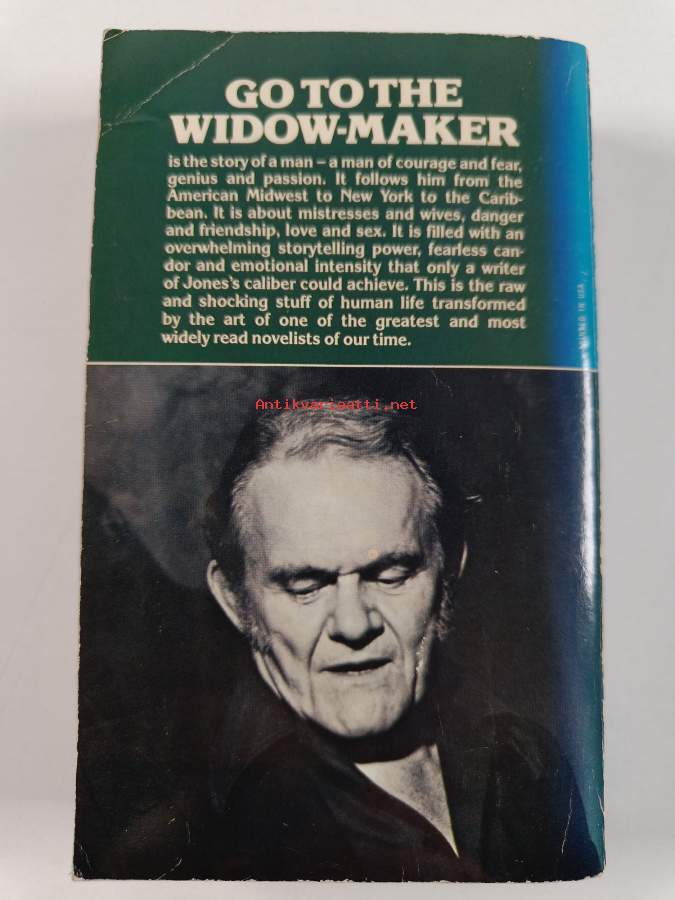 GO TO THE
WIDOW-MAKER
is the story of a man – a man of courage and fear,
genius and passion. It follows him from the
American Midwest to New York to the Carib-
bean. It is about mistresses and wives, danger
and friendship, love and sex. It is filled with an
overwhelming storytelling power, fearless can-
dor and emotional intensity that only a writer
of Jones's caliber could achieve. This is the raw
and shocking stuff of human life transformed
by the art of one of the greatest and most
widely read novelists of our time.
PRINTED IN USA
Antikvariaatti.net